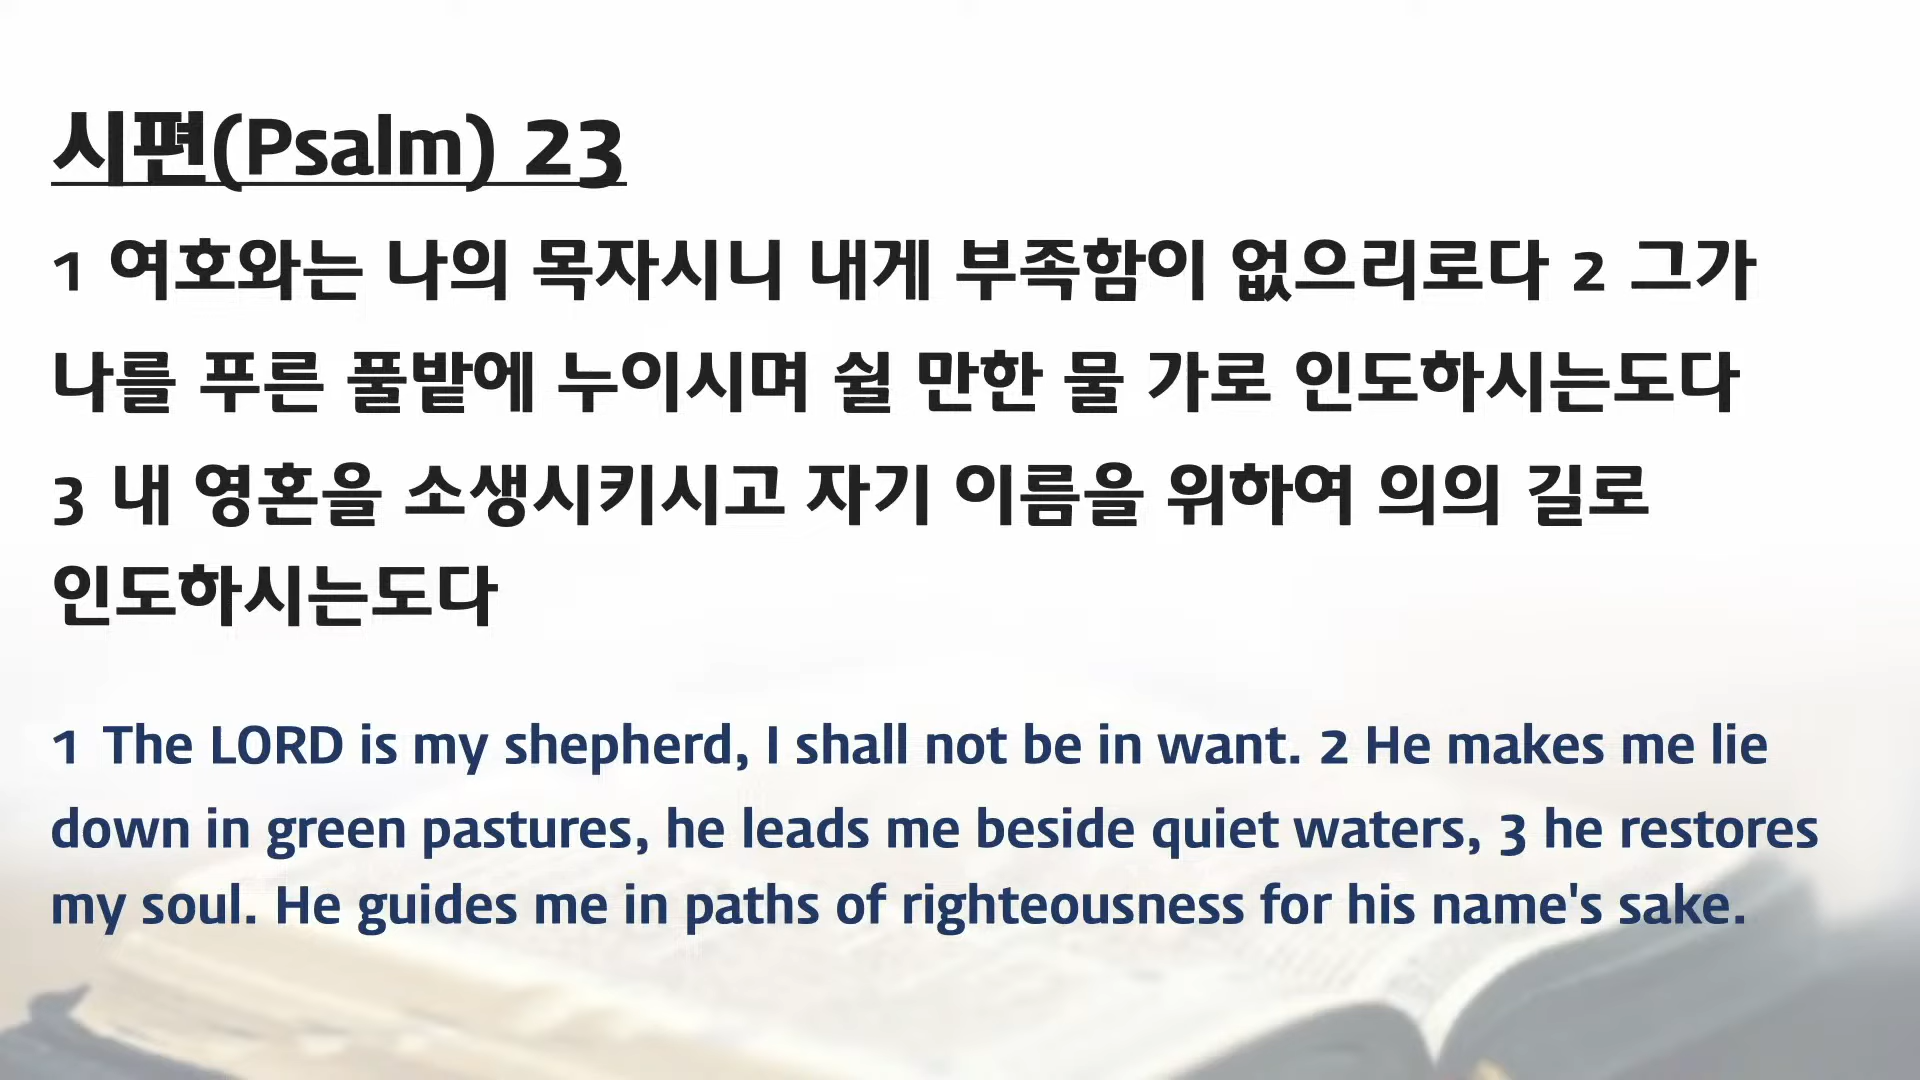 시편(Psalm) 23
1 여호와는 나의 목자시니 내게 부족함이 없으리로다 2 그가
나를 푸른 풀밭에 누이시며 쉴 만한 물 가로 인도하시는도다
3 내 영혼을 소생시키시고 자기 이름을 위하여 의의 길로
인도하시는도다
1 The LORD is my shepherd, I shall not be in want. 2 He makes me lie
down in green pastures, he leads me beside quiet waters, 3 he restores
my soul. He guides me in paths of righteousness for his name's sake.